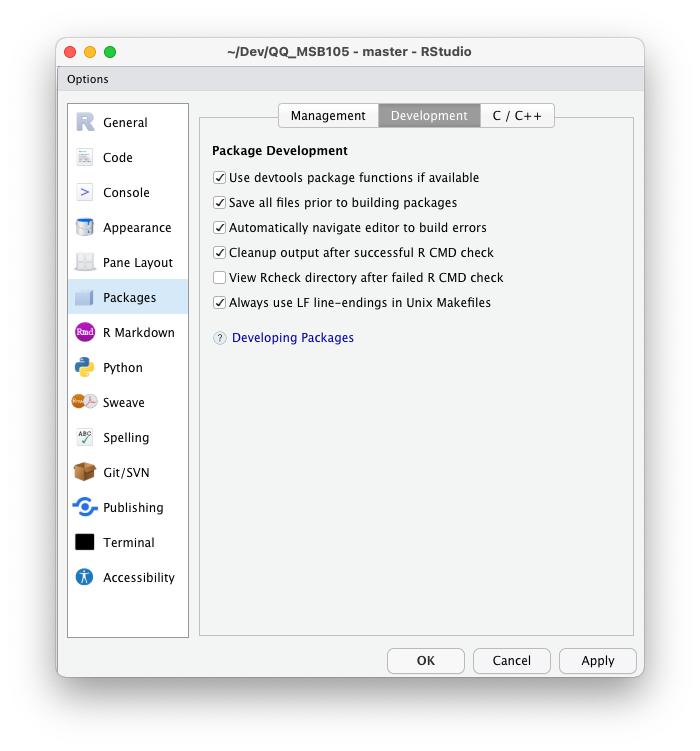 ~/Dev/QQ_MSB105 - master - RStudio
Options
General
Code
Console
Appearance
Pane Layout
Packages
R Markdown
Python
Sweave
Spelling
Git/SVN
Publishing
Terminal
Accessibility
Management Development C / C++
Package Development
Use devtools package functions if available
Save all files prior to building packages
Automatically navigate editor to build errors
Cleanup output after successful R CMD check
View Rcheck directory after failed R CMD check
Always use LF line-endings in Unix Makefiles
? Developing Packages
OK Cancel Apply